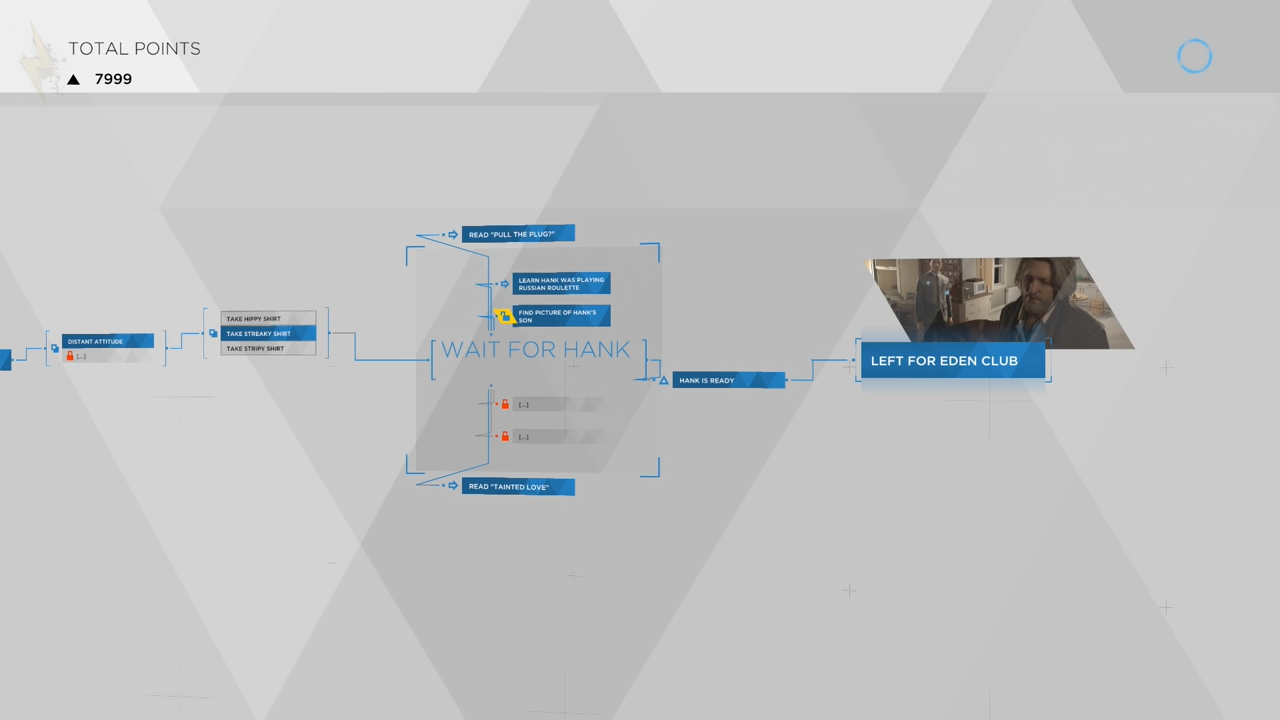 TOTAL POINTS
7999
READ "PULL THE PLUG?"
LEARN HANK WAS PLAYING
RUSSIAN ROULETTE
FIND PICTURE OF HANK'S
SON
TAKE HIPPY SHIRT
TAKE STREAKY SHIRT
TAKE STRIPY SHIRT
DISTANT ATTITUDE
[...]
WAIT FOR HANK
HANK IS READY
LEFT FOR EDEN CLUB
[...]
[...]
READ "TAINTED LOVE"